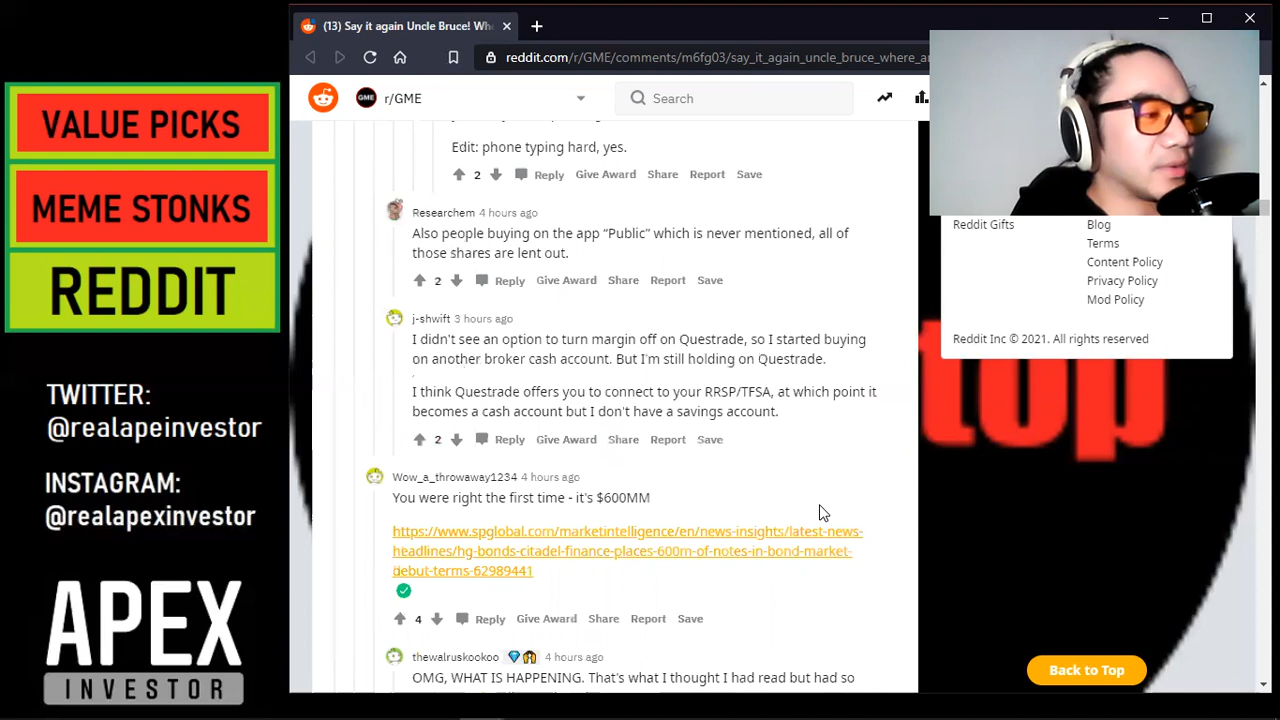 VALUE PICKS
MEME STONKS
REDDIT
TWITTER:
@realapeinvestor
INSTAGRAM:
@realapexinvestor
APEX
INVESTOR
(13) Say it again Uncle Bruce! Wh
reddit.com/r/GME/comments/m6fg03/say_it_again_uncle_bruce_where_a
GME
r/GME
Search
Edit: phone typing hard, yes.
2 Reply Give Award Share Report Save
Researchem 4 hours ago
Also people buying on the app “Public” which is never mentioned, all of
those shares are lent out.
2 Reply Give Award Share Report Save
j-shwift 3 hours ago
I didn't see an option to turn margin off on Questrade, so I started buying
on another broker cash account. But I'm still holding on Questrade.
I think Questrade offers you to connect to your RRSP/TFSA, at which point it
becomes a cash account but I don't have a savings account.
2 Reply Give Award Share Report Save
Wow_a_throwaway1234 4 hours ago
You were right the first time - it's $600MM
https://www.spglobal.com/marketintelligence/en/news-insights/latest-news-
headlines/hg-bonds-citadel-finance-places-600m-of-notes-in-bond-market-
debut-terms-62989441
4 Reply Give Award Share Report Save
thewalruskookoo 4 hours ago
OMG, WHAT IS HAPPENING. That's what I thought I had read but had so
Reddit Gifts
Blog
Terms
Content Policy
Privacy Policy
Mod Policy
Reddit Inc © 2021. All rights reserved
top
Back to Top